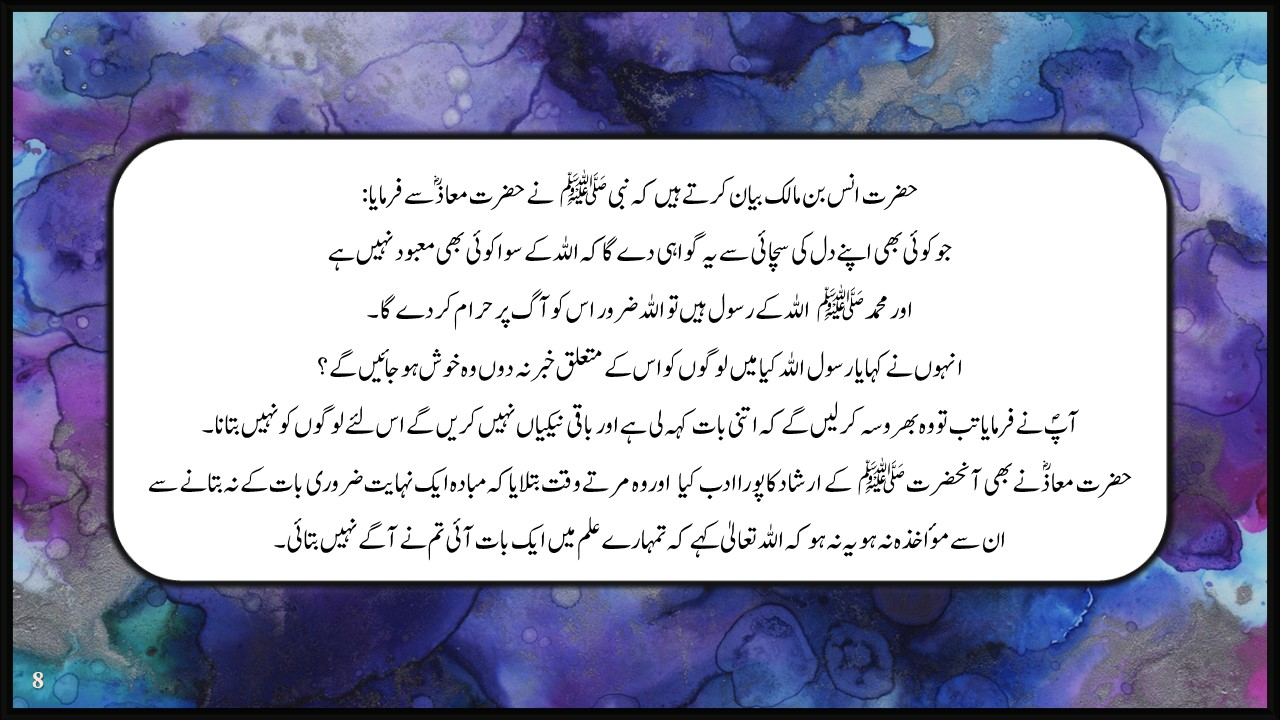 حضرت انس بن مالک بیان کرتے ہیں کہ نبی ﷺ نے حضرت معاذؓ سے فرمایا:
جو کوئی بھی اپنے دل کی سچائی سے یہ گواہی دے گا کہ اللہ کے سوا کوئی بھی معبود نہیں ہے
اور محمد ﷺ اللہ کے رسول ہیں تو اللہ ضرور اس کو آگ پر حرام کر دے گا۔
انہوں نے کہا یا رسول اللہ کیا میں لوگوں کو اس کے متعلق خبر نہ دوں وہ خوش ہو جائیں گے؟
آپؐ نے فرمایا تب تو وہ بھروسہ کر لیں گے کہ اتنی بات کہہ لی ہے اور باقی نیکیاں نہیں کریں گے اس لئے لوگوں کو نہیں بتانا۔
حضرت معاذؓ نے بھی آنحضرت ﷺ کے ارشاد کا پورا ادب کیا اور وہ مرتے وقت بتلایا کہ مبادہ ایک نہایت ضروری بات کے نہ بتانے سے
ان سے مؤاخذہ نہ ہو یہ نہ ہو کہ اللہ تعالیٰ کہے کہ تمہارے علم میں ایک بات آئی تم نے آگے نہیں بتائی۔
8